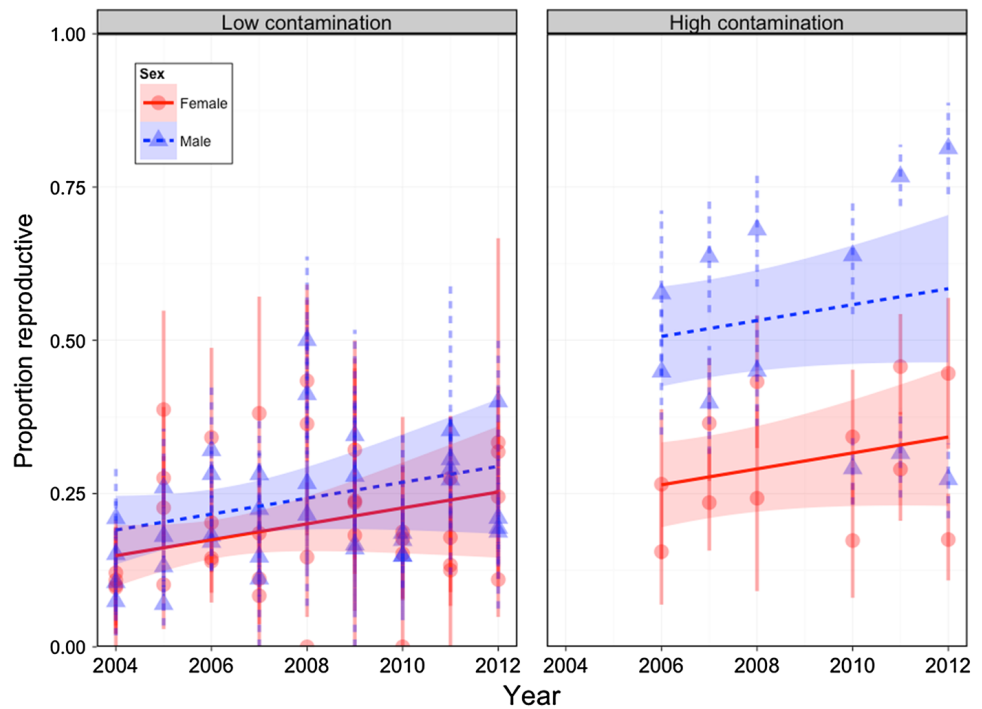 Low contamination
High contamination
1.00
0.75
0.50
0.25
0.00
Proportion reproductive
Sex
Female
Male
2004 2006 2008 2010 2012
2004 2006 2008 2010 2012
Year